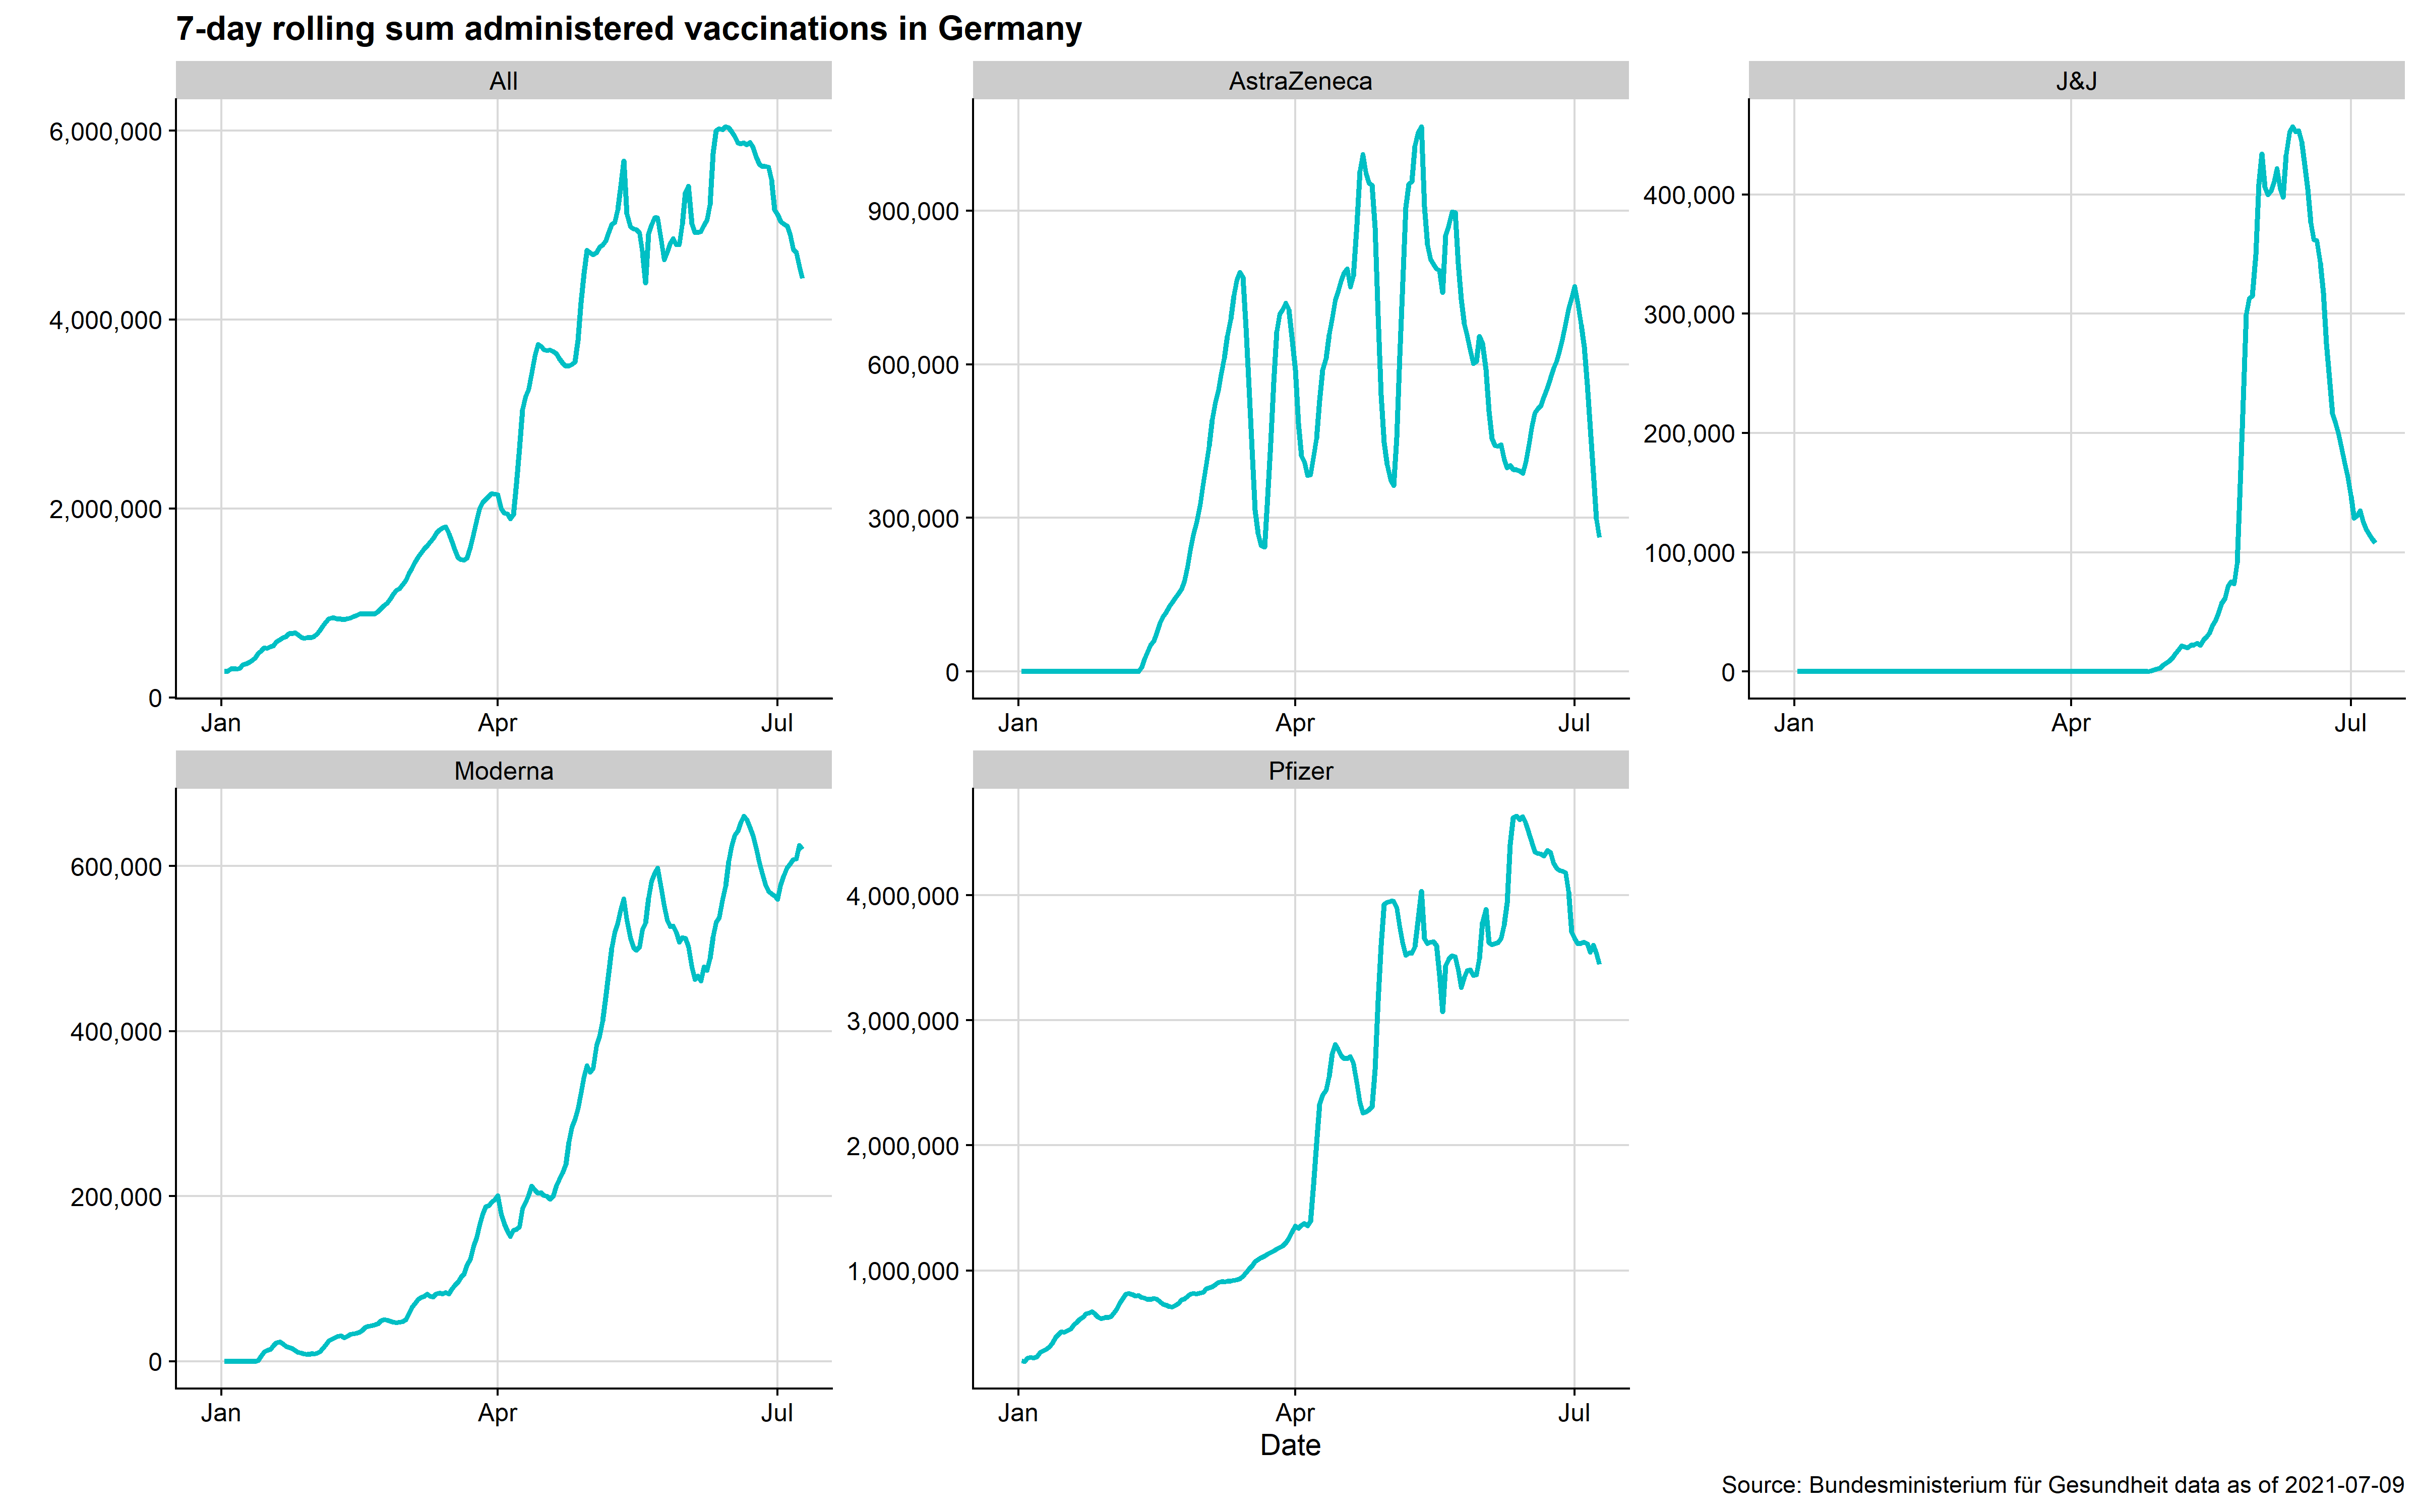 7-day rolling sum administered vaccinations in Germany
All
6,000,000
4,000,000
2,000,000
0
Jan Apr Jul
AstraZeneca
900,000
600,000
300,000
0
Jan Apr Jul
J&J
400,000
300,000
200,000
100,000
0
Jan Apr Jul
Moderna
600,000
400,000
200,000
0
Jan Apr Jul
Pfizer
4,000,000
3,000,000
2,000,000
1,000,000
Jan Apr Jul
Date
Source: Bundesministerium für Gesundheit data as of 2021-07-09